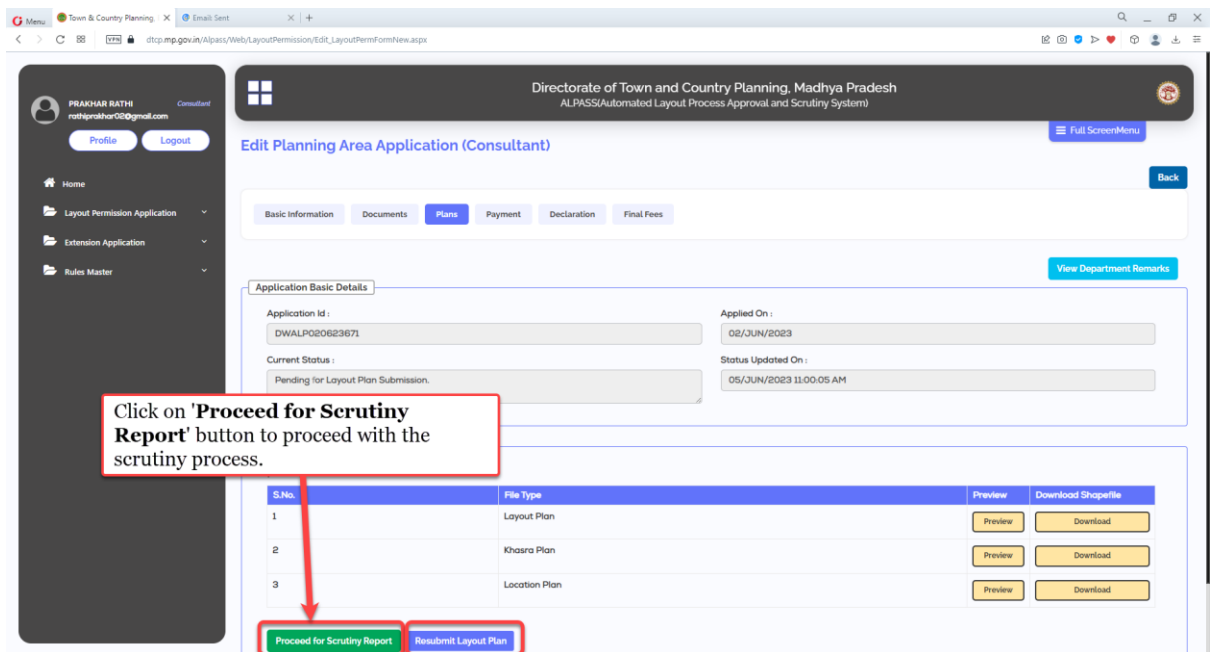 Menu
Town & Country Planning,
Email Sent
VPN
dtcp.mp.gov.in/Alpass/Web/LayoutPermission/Edit_LayoutPermFormNew.aspx
PRAKHAR RATHI Consultant
rathiprakhar02@gmail.com
Profile Logout
Home
Layout Permission Application
Extension Application
Rules Master
Directorate of Town and Country Planning, Madhya Pradesh
ALPASS(Automated Layout Process Approval and Scrutiny System)
Full ScreenMenu
Edit Planning Area Application (Consultant)
Back
Basic Information Documents Plans Payment Declaration Final Fees
View Department Remarks
Application Basic Details
Application Id : Applied On :
DWALP020623671 02/JUN/2023
Current Status : Status Updated On :
Pending for Layout Plan Submission. 05/JUN/2023 11:00:05 AM
Click on 'Proceed for Scrutiny
Report' button to proceed with the
scrutiny process.
S.No. File Type Preview Download Shapefile
1 Layout Plan Preview Download
2 Khasra Plan Preview Download
3 Location Plan Preview Download
Proceed for Scrutiny Report Resubmit Layout Plan